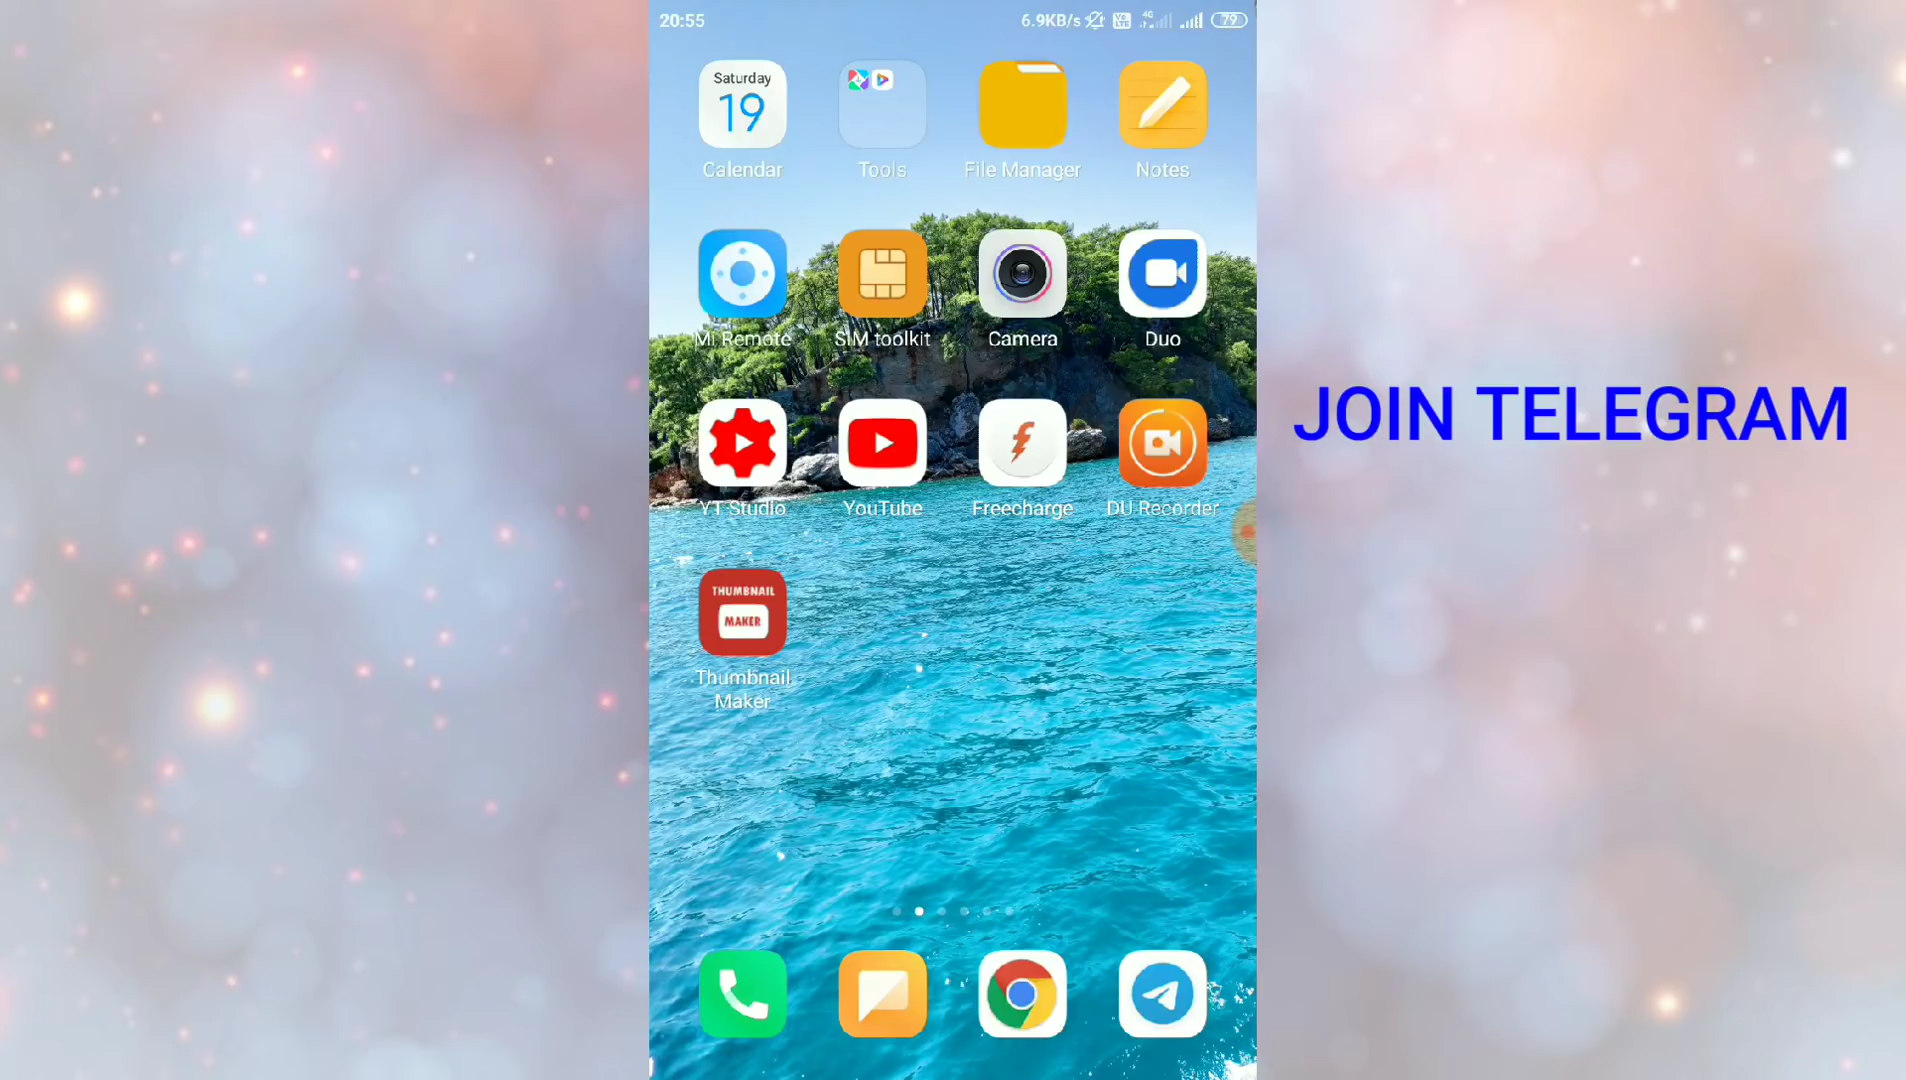 20:55
6.9KB/s
4G
79
Saturday
19
Calendar
Tools
File Manager
Notes
Mi Remote
SIM toolkit
Camera
Duo
JOIN TELEGRAM
YT Studio
YouTube
Freecharge
DU Recorder
THUMBNAIL
MAKER
Thumbnail
Maker